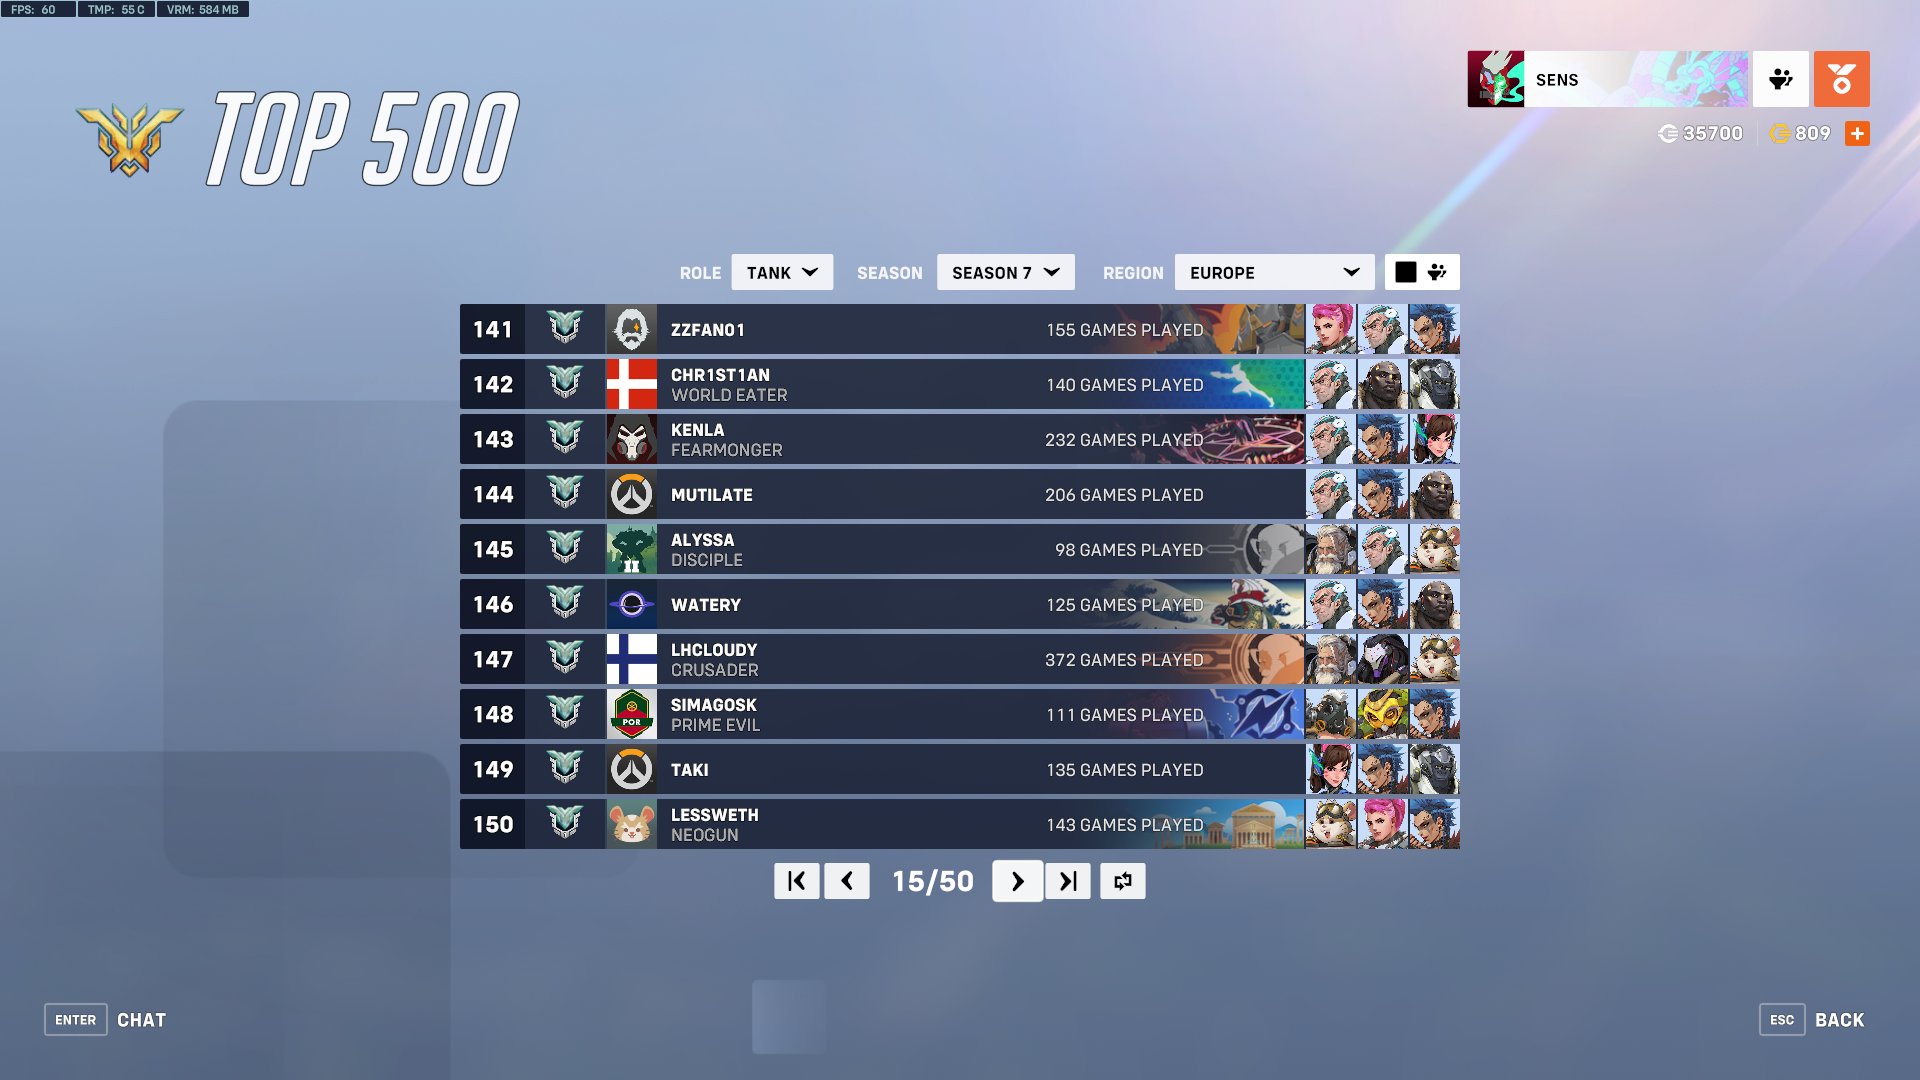 FPS: 60 TMP: 55 C VRM: 584 MB
TOP 500
SENS
35700 809
ROLE TANK SEASON SEASON 7 REGION EUROPE
141 ZZFAN01 155 GAMES PLAYED
142 CHR1ST1AN 140 GAMES PLAYED
WORLD EATER
143 KENLA 232 GAMES PLAYED
FEARMONGER
144 MUTILATE 206 GAMES PLAYED
145 ALYSSA 98 GAMES PLAYED
DISCIPLE
146 WATERY 125 GAMES PLAYED
147 LHCLOUDY 372 GAMES PLAYED
CRUSADER
148 POR SIMAGOSK 111 GAMES PLAYED
PRIME EVIL
149 TAKI 135 GAMES PLAYED
150 LESSWETH 143 GAMES PLAYED
NEOGUN
15/50
ENTER CHAT
ESC BACK